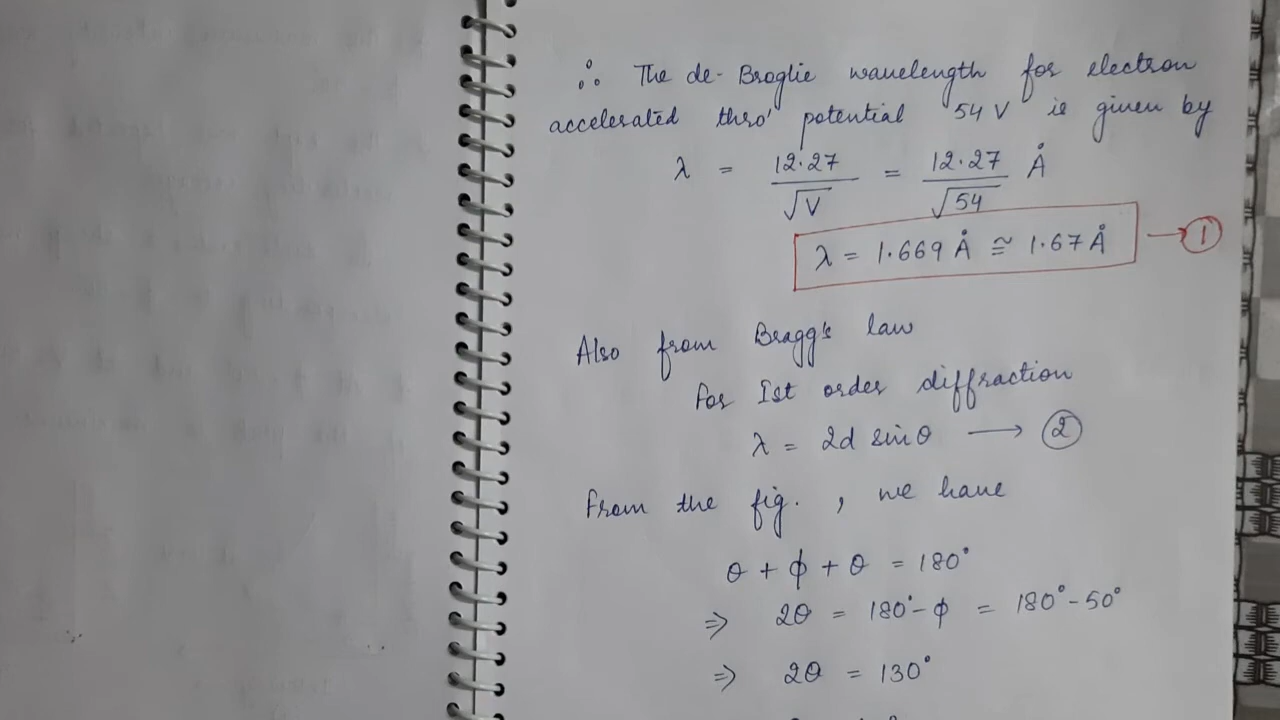 ∴ The de-Broglie wavelength for electron
accelerated thro' potential 54 V is given by
λ = 12.27/√V = 12.27/√54 Å
λ = 1.669 Å ≅ 1.67 Å → 1
Also from Bragg's law
For Ist order diffraction
λ = 2d sinθ → 2
From the fig. , we have
θ + ϕ + θ = 180°
⇒ 2θ = 180° - ϕ = 180° - 50°
⇒ 2θ = 130°